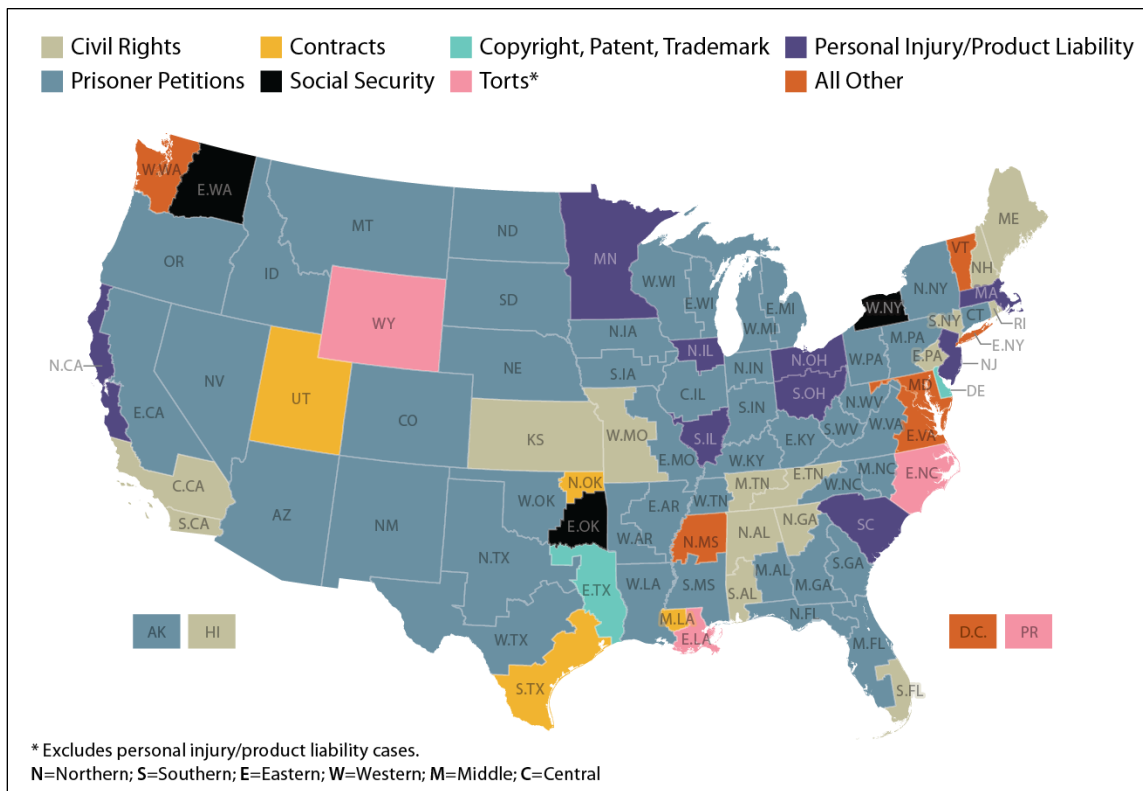 Civil Rights
Contracts
Copyright, Patent, Trademark
Personal Injury/Product Liability
Prisoner Petitions
Social Security
Torts*
All Other
W.WA
E.WA
MT
ND
MN
ME
VT
NH
OR
ID
SD
W.WI
E.WI
E.MI
W.MI
N.NY
W.NY
MA
CT
RI
S.NY
E.NY
WY
N.IA
S.IA
N.IL
N.IN
N.OH
W.PA
M.PA
E.PA
NJ
DE
N.CA
NV
UT
NE
C.IL
S.IN
S.OH
N.WV
MD
E.CA
CO
KS
W.MO
E.MO
S.IL
W.KY
E.KY
S.WV
W.VA
E.VA
C.CA
S.CA
AZ
NM
W.OK
N.OK
E.OK
E.AR
W.AR
W.TN
M.TN
E.TN
W.NC
M.NC
E.NC
N.TX
E.TX
W.LA
N.MS
S.MS
N.AL
N.GA
SC
M.AL
S.AL
M.GA
S.GA
W.TX
S.TX
M.LA
E.LA
N.FL
M.FL
S.FL
AK
HI
D.C.
PR
* Excludes personal injury/product liability cases.
N=Northern; S=Southern; E=Eastern; W=Western; M=Middle; C=Central